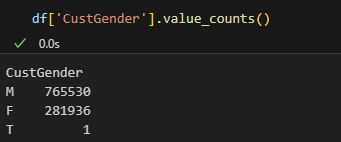 df['CustGender'].value_counts()
0.0s
CustGender
M 765530
F 281936
T 1